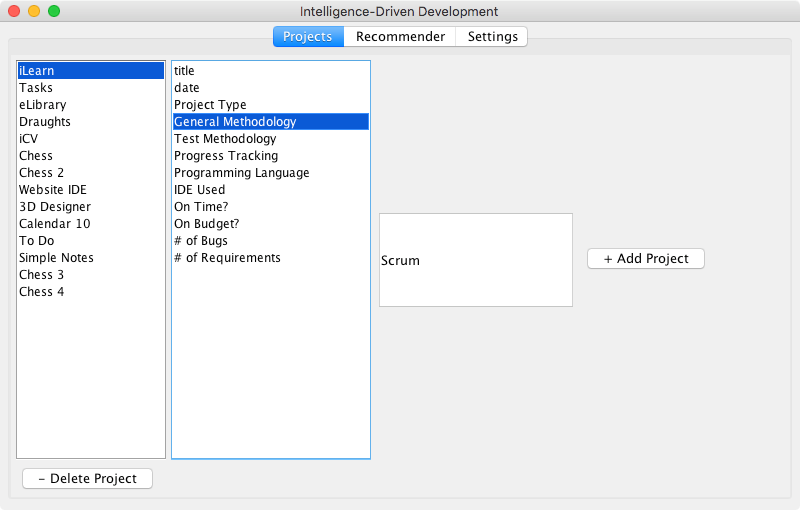 Intelligence-Driven Development
Projects Recommender Settings
iLearn
Tasks
eLibrary
Draughts
iCV
Chess
Chess 2
Website IDE
3D Designer
Calendar 10
To Do
Simple Notes
Chess 3
Chess 4
title
date
Project Type
General Methodology
Test Methodology
Progress Tracking
Programming Language
IDE Used
On Time?
On Budget?
# of Bugs
# of Requirements
Scrum
+ Add Project
– Delete Project